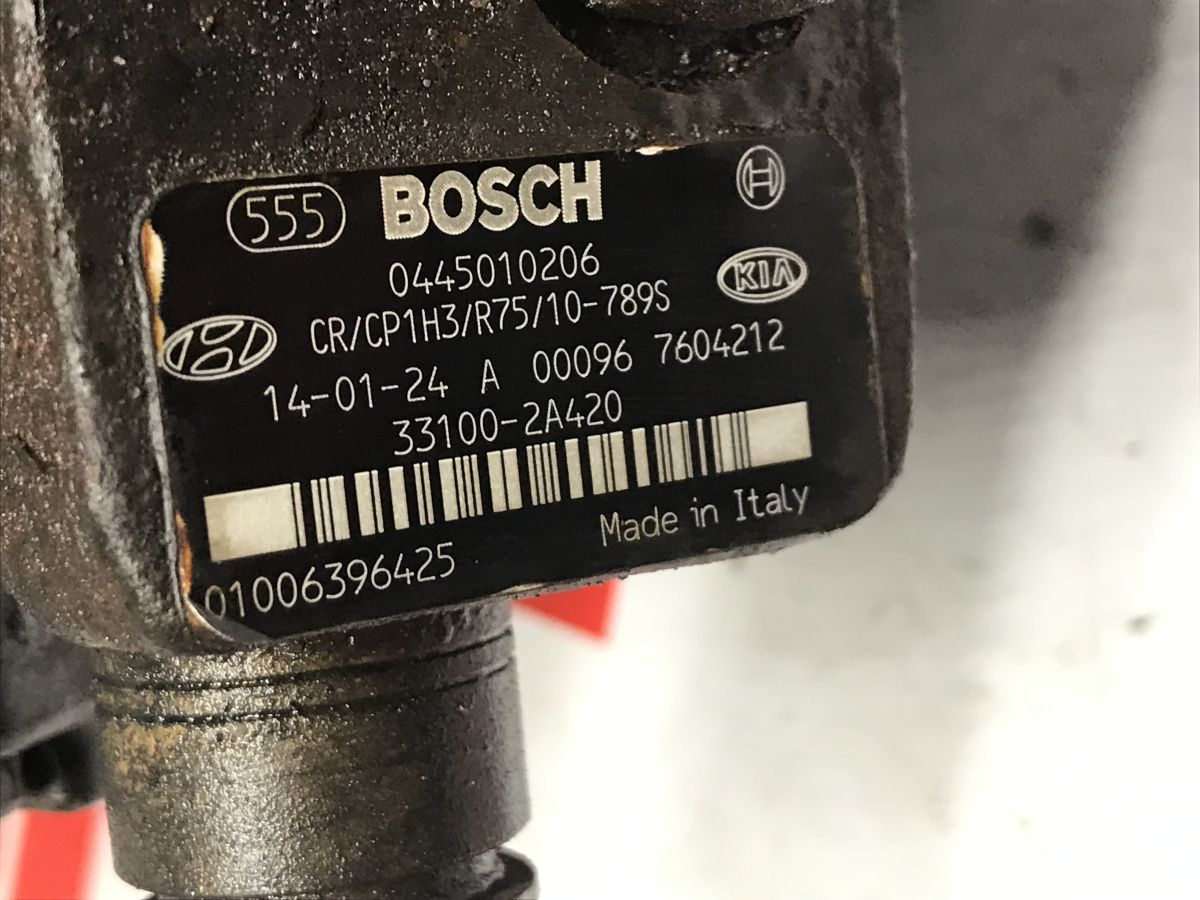 555 BOSCH
0445010206
KIA
CR/CP1H3/R75/10-789S
14-01-24 A 00096 7604212
33100-2A420
Made in Italy
01006396425